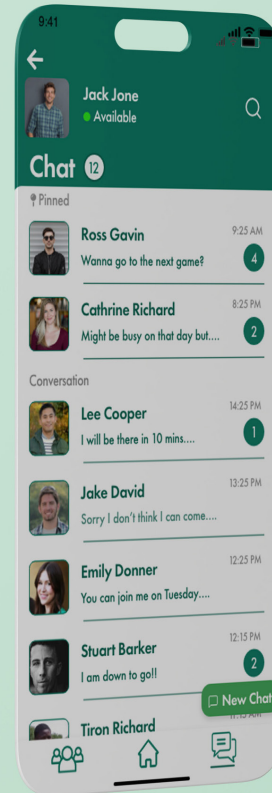 9:41
Jack Jone
Available
Chat 12
Pinned
Ross Gavin 9:25 AM
Wanna go to the next game? 4
Cathrine Richard 8:25 PM
Might be busy on that day but.... 2
Conversation
Lee Cooper 14:25 PM
I will be there in 10 mins.... 1
Jake David 13:25 PM
Sorry I don't think I can come....
Emily Donner 12:25 PM
You can join me on Tuesday....
Stuart Barker 12:15 PM
I am down to go!! 2
New Chat
Tiron Richard